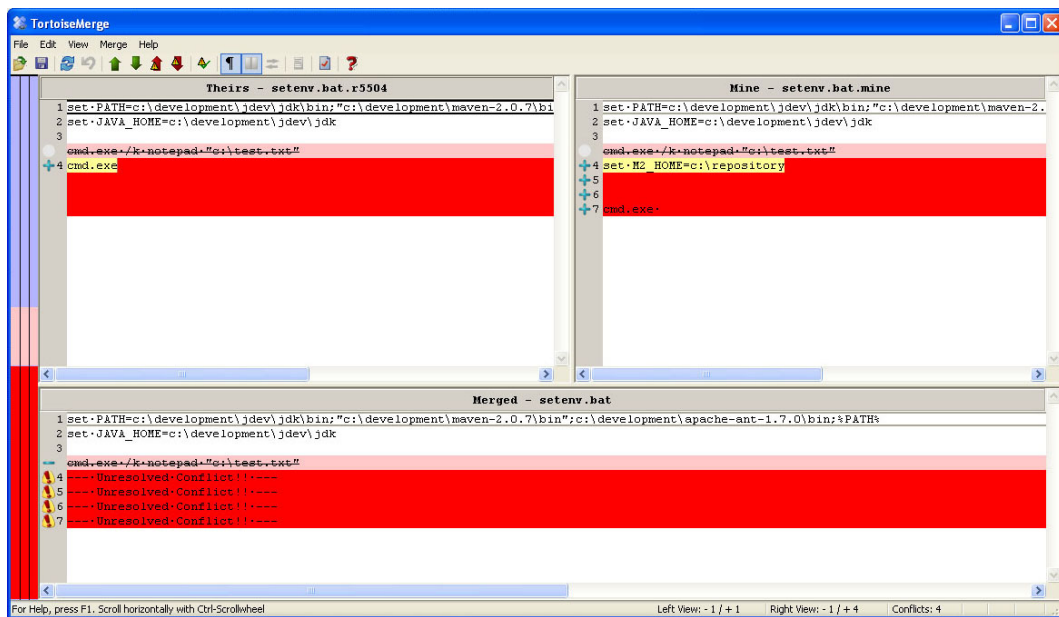 TortoiseMerge
File Edit View Merge Help
Theirs - setenv.bat.r5504
1 set·PATH=c:\development\jdev\jdk\bin;"c:\development\maven-2.0.7\bi
2 set·JAVA_HOME=c:\development\jdev\jdk
3
cmd.exe·/k·notepad·"c:\test.txt"
4 cmd.exe
Mine - setenv.bat.mine
1 set·PATH=c:\development\jdev\jdk\bin;"c:\development\maven-2.
2 set·JAVA_HOME=c:\development\jdev\jdk
3
cmd.exe·/k·notepad·"c:\test.txt"
4 set·M2_HOME=c:\repository
5
6
7 cmd.exe·
Merged - setenv.bat
1 set·PATH=c:\development\jdev\jdk\bin;"c:\development\maven-2.0.7\bin";c:\development\apache-ant-1.7.0\bin;%PATH%
2 set·JAVA_HOME=c:\development\jdev\jdk
3
cmd.exe·/k·notepad·"c:\test.txt"
4 ---·Unresolved·Conflict!!·---
5 ---·Unresolved·Conflict!!·---
6 ---·Unresolved·Conflict!!·---
7 ---·Unresolved·Conflict!!·---
For Help, press F1. Scroll horizontally with Ctrl-Scrollwheel Left View: - 1 / + 1 Right View: - 1 / + 4 Conflicts: 4